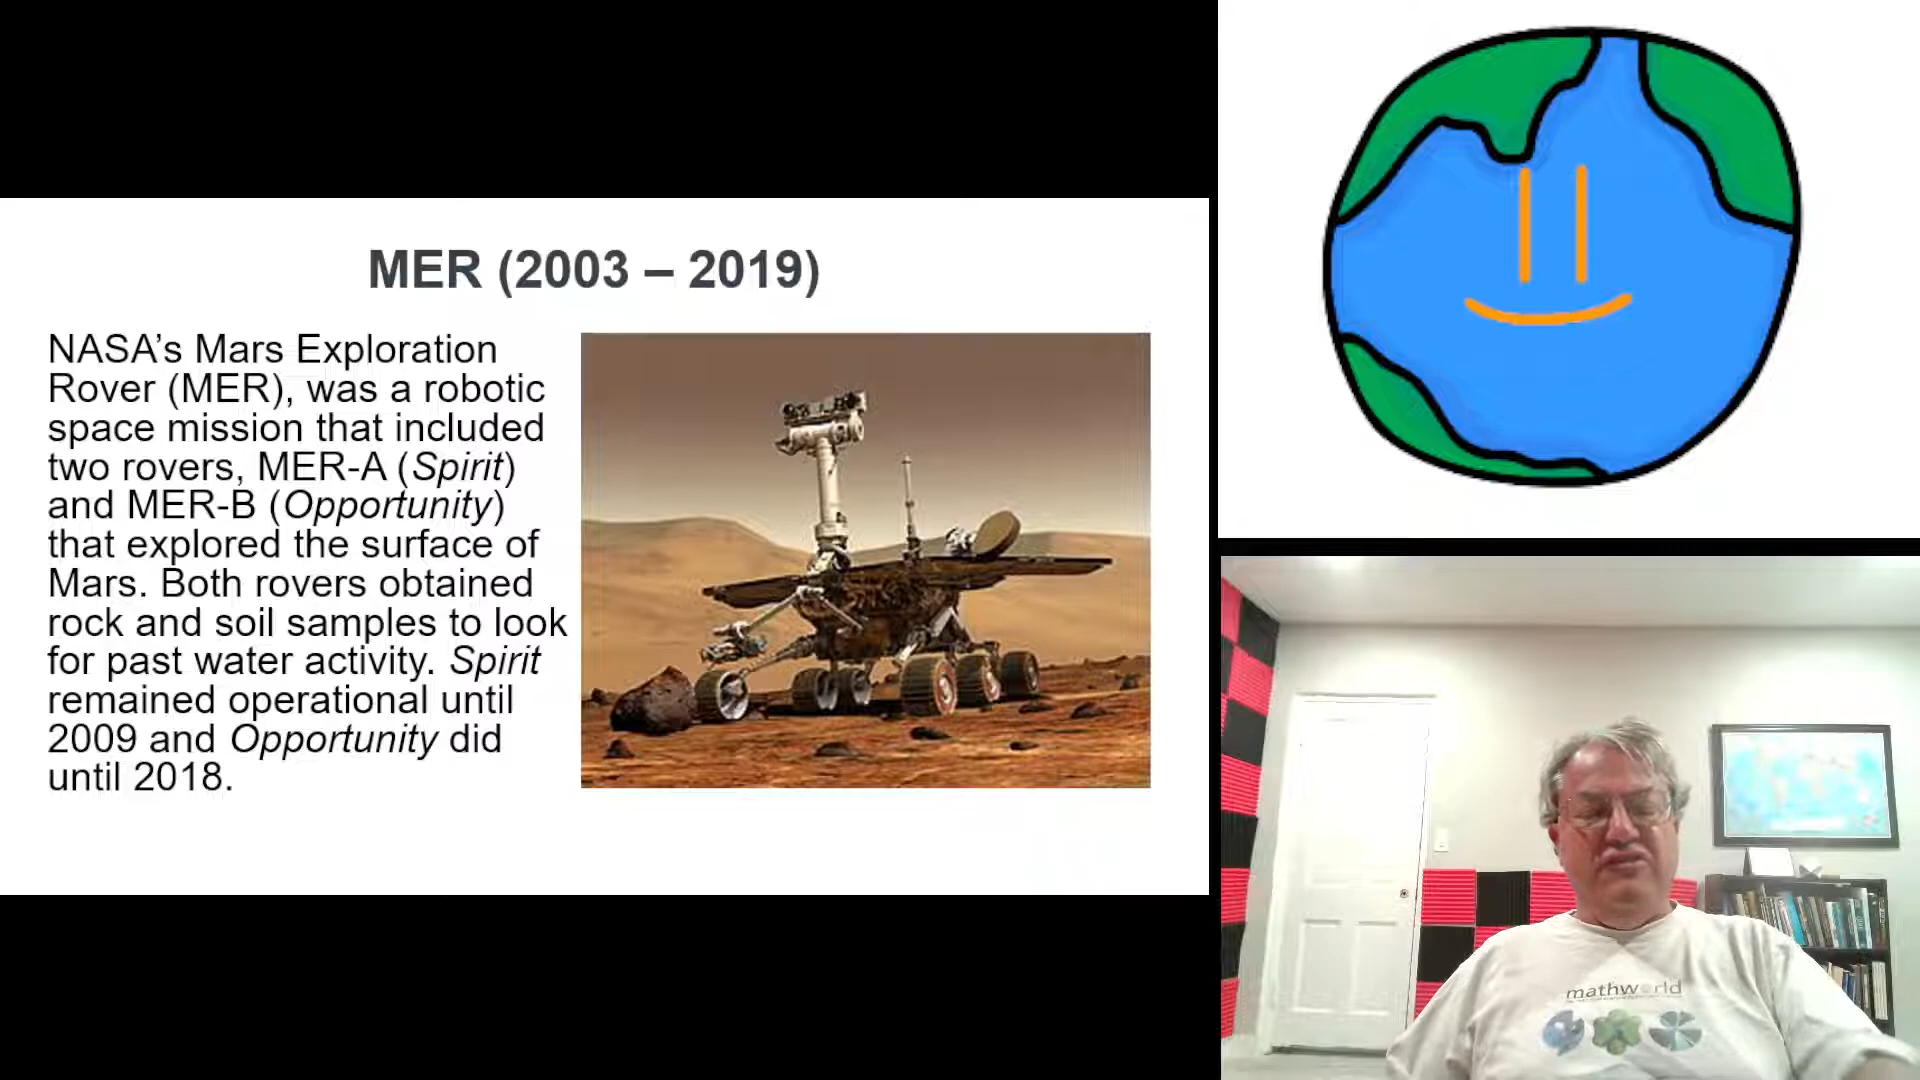 MER (2003 – 2019)
NASA’s Mars Exploration
Rover (MER), was a robotic
space mission that included
two rovers, MER-A (Spirit)
and MER-B (Opportunity)
that explored the surface of
Mars. Both rovers obtained
rock and soil samples to look
for past water activity. Spirit
remained operational until
2009 and Opportunity did
until 2018.
mathworld